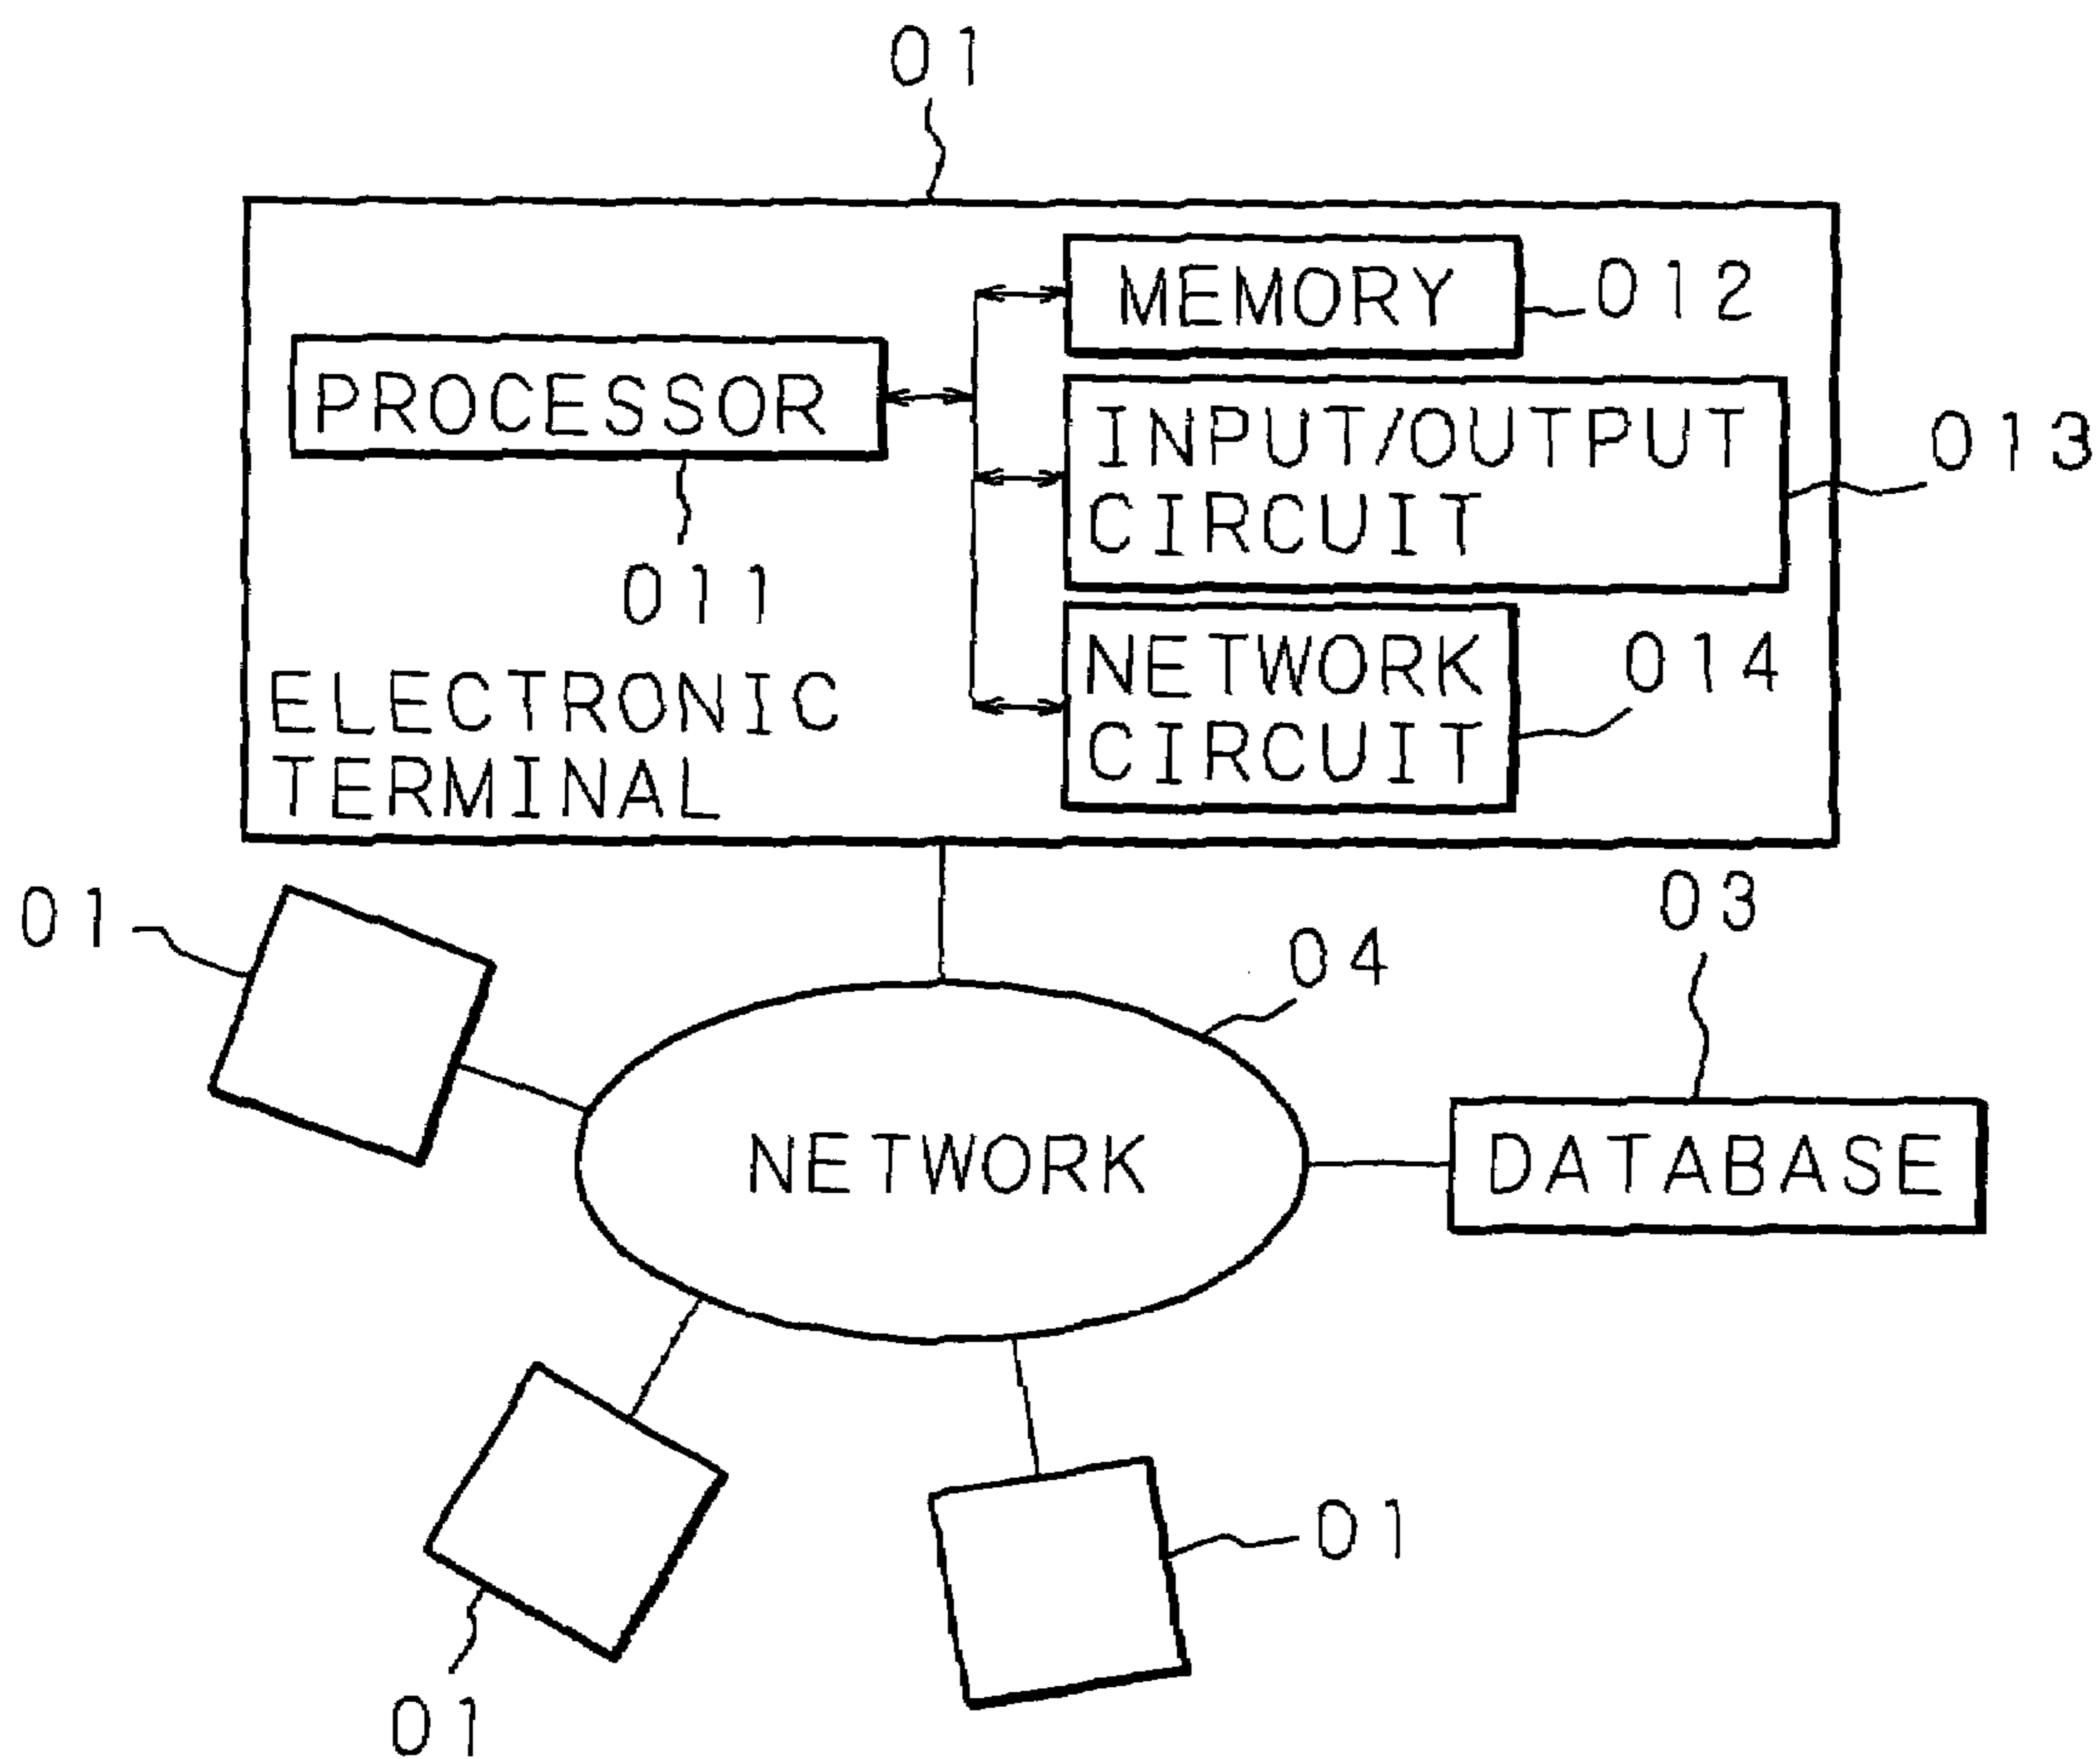 01
MEMORY
012
PROCESSOR
INPUT/OUTPUT
CIRCUIT
013
011
NETWORK
CIRCUIT
014
ELECTRONIC
TERMINAL
01
04
03
NETWORK
DATABASE
01
01